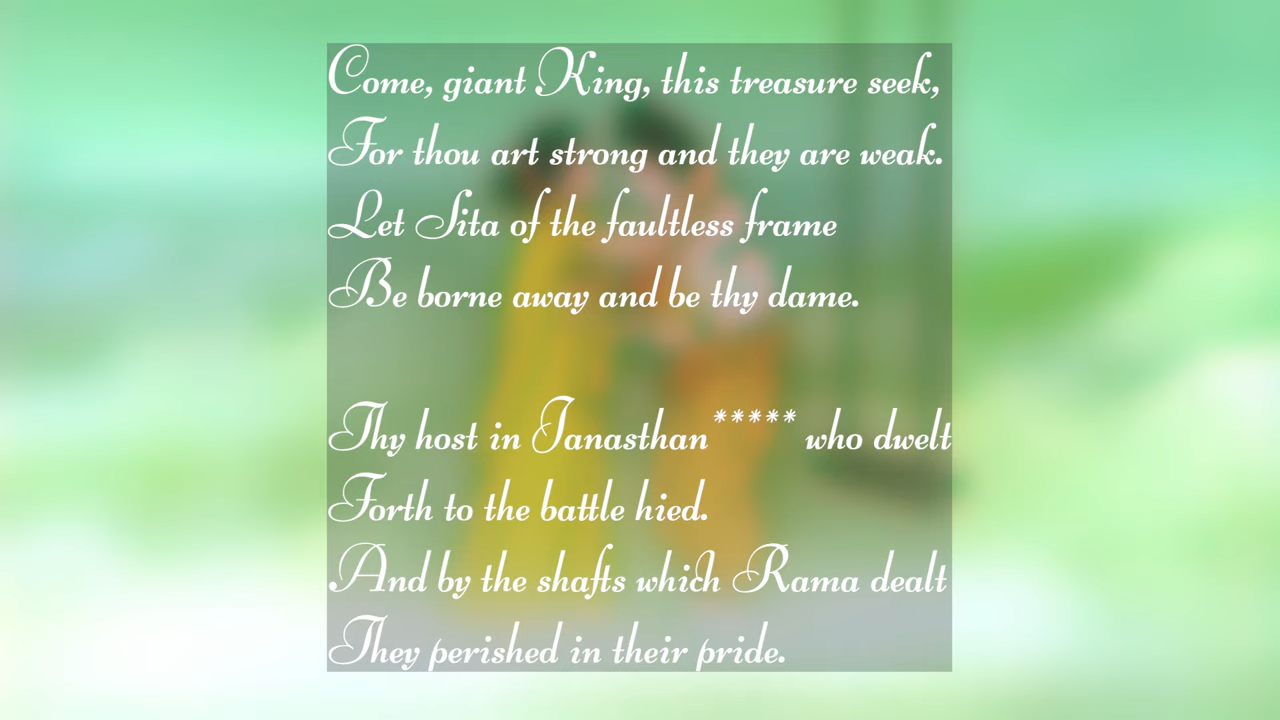 Come, giant King, this treasure seek,
For thou art strong and they are weak.
Let Sita of the faultless frame
Be borne away and be thy dame.
Thy host in Janasthan***** who dwelt
Forth to the battle hied.
And by the shafts which Rama dealt
They perished in their pride.